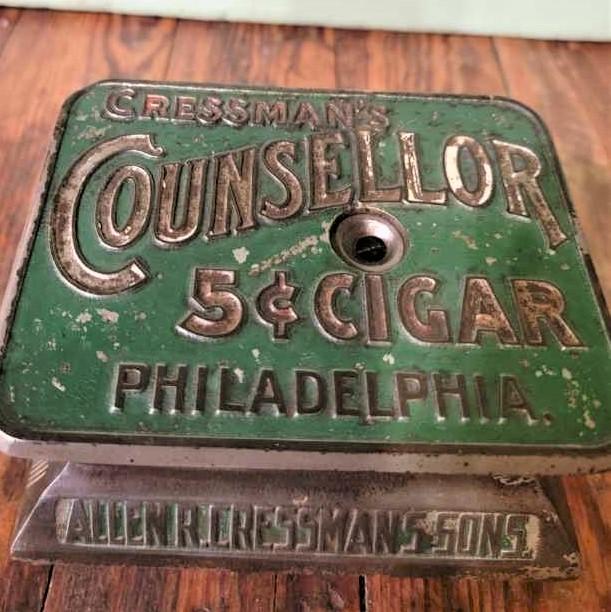 CRESSMAN'S
COUNSELLOR
5¢ CIGAR
PHILADELPHIA.
ALLEN R. CRESSMAN'S SONS.